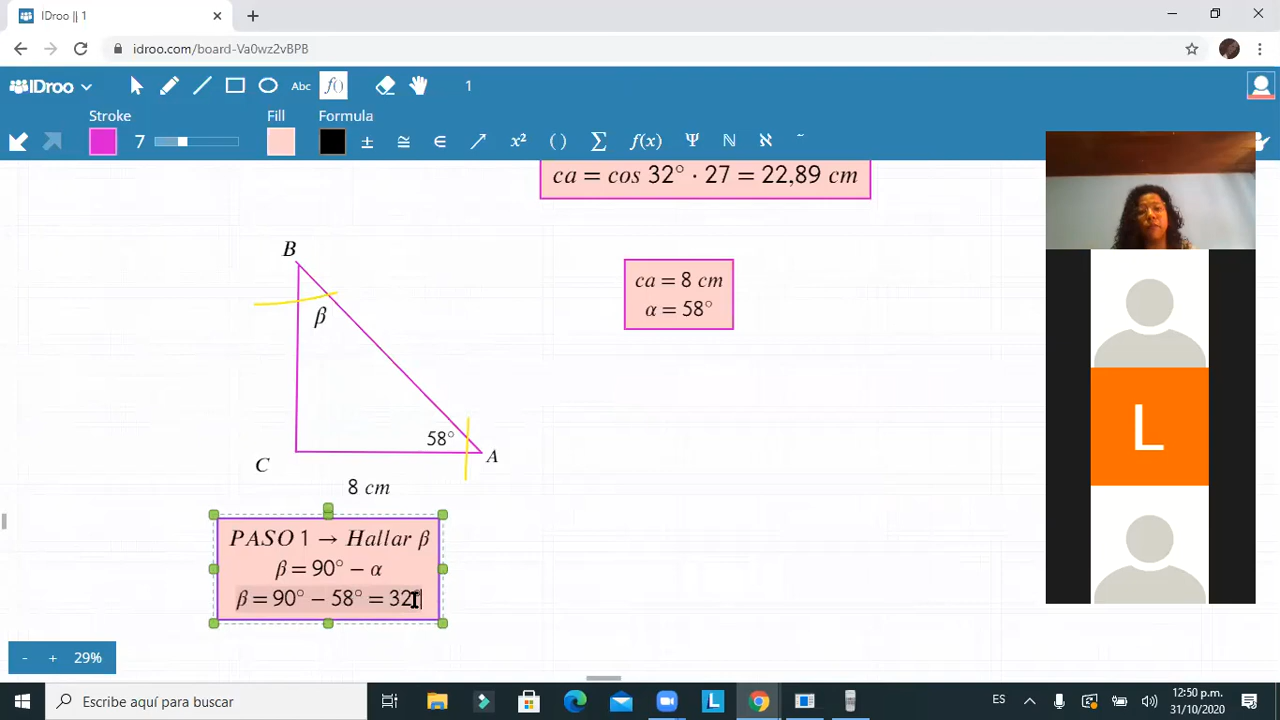 IDroo || 1
idroo.com/board-Va0wz2vBPB
IDroo
Abc
f()
1
Stroke
Fill
Formula
7
± ≅ ∈ x² ( ) ∑ f(x) Ψ ℕ ℵ ~
ca = cos 32° · 27 = 22,89 cm
B
β
58°
A
C
8 cm
ca = 8 cm
α = 58°
PASO 1 → Hallar β
β = 90° − α
β = 90° − 58° = 32°
L
- + 29%
Escribe aquí para buscar
L
ES
12:50 p.m.
31/10/2020